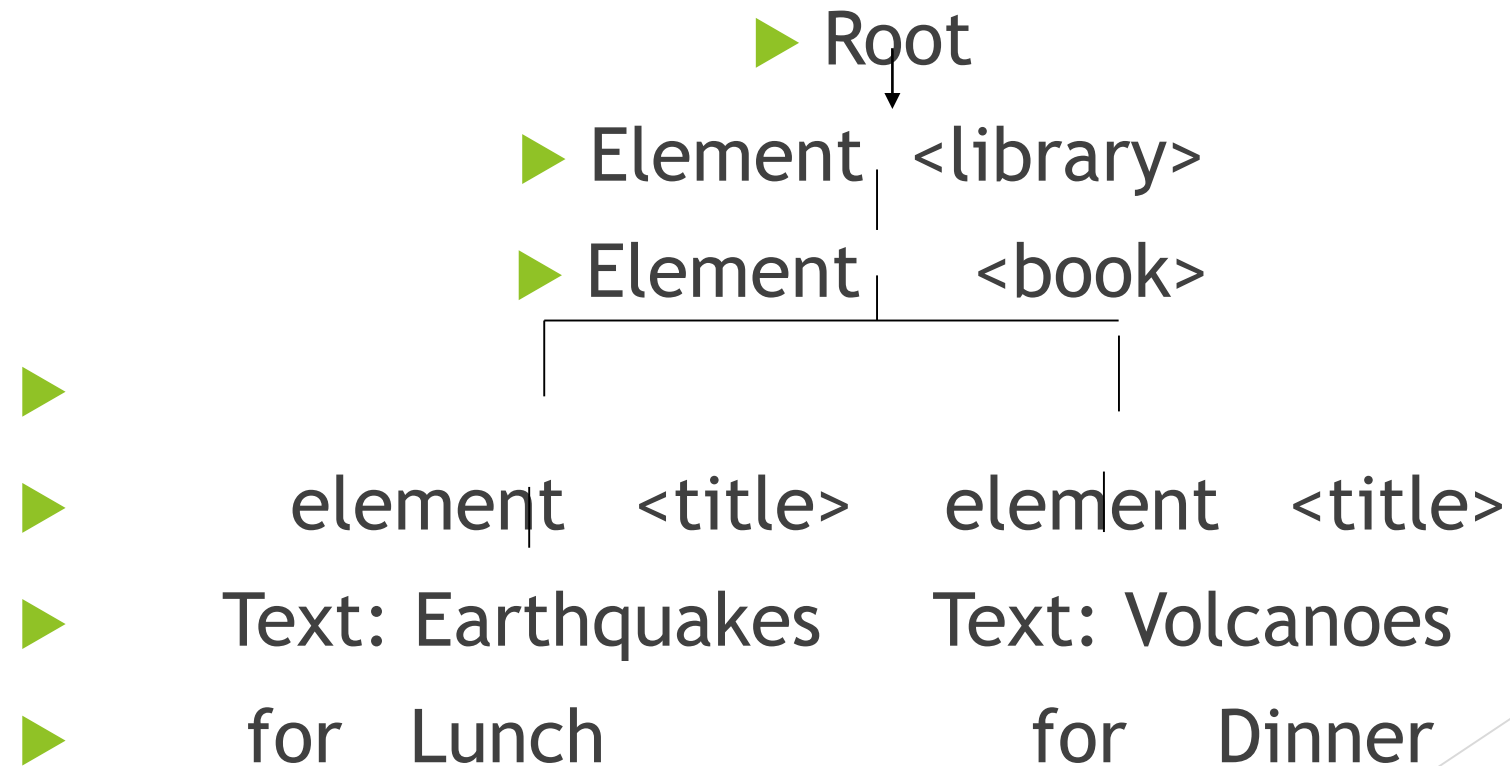 Root
Element <library>
Element <book>
element <title> element <title>
Text: Earthquakes Text: Volcanoes
for Lunch for Dinner